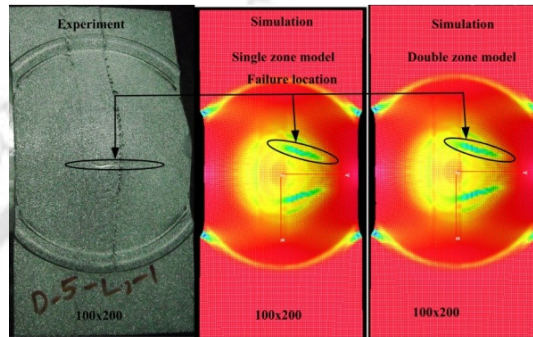 Experiment
Simulation
Simulation
Single zone model
Double zone model
Failure location
D-5-L1-1
100x200
100x200
100x200